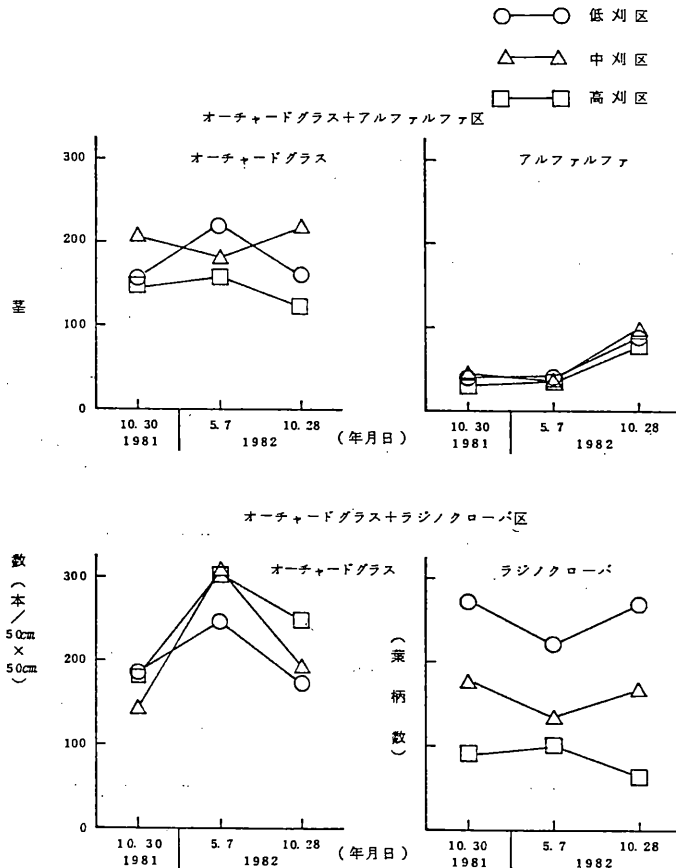 低刈区
中刈区
高刈区
オーチャードグラス+アルファルファ区
オーチャードグラス
アルファルファ
300
200
100
0
茎
10.30 5.7 10.28
1981 1982
(年月日)
10.30 5.7 10.28
1981 1982
オーチャードグラス+ラジノクローバ区
オーチャードグラス
ラジノクローバ
数(本/50cm×50cm)
300
200
100
0
(葉柄数)
10.30 5.7 10.28
1981 1982
(年月日)
10.30 5.7 10.28
1981 1982